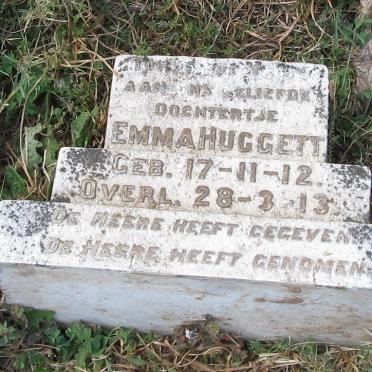 AAN NS GELIEFDE
DOCHTERTJE
EMMA HUGGETT
GEB. 17-11-12.
OVERL. 28-3-13.
DE HEERE HEEFT GEGEVEN
DE HEERE HEEFT GENOMEN